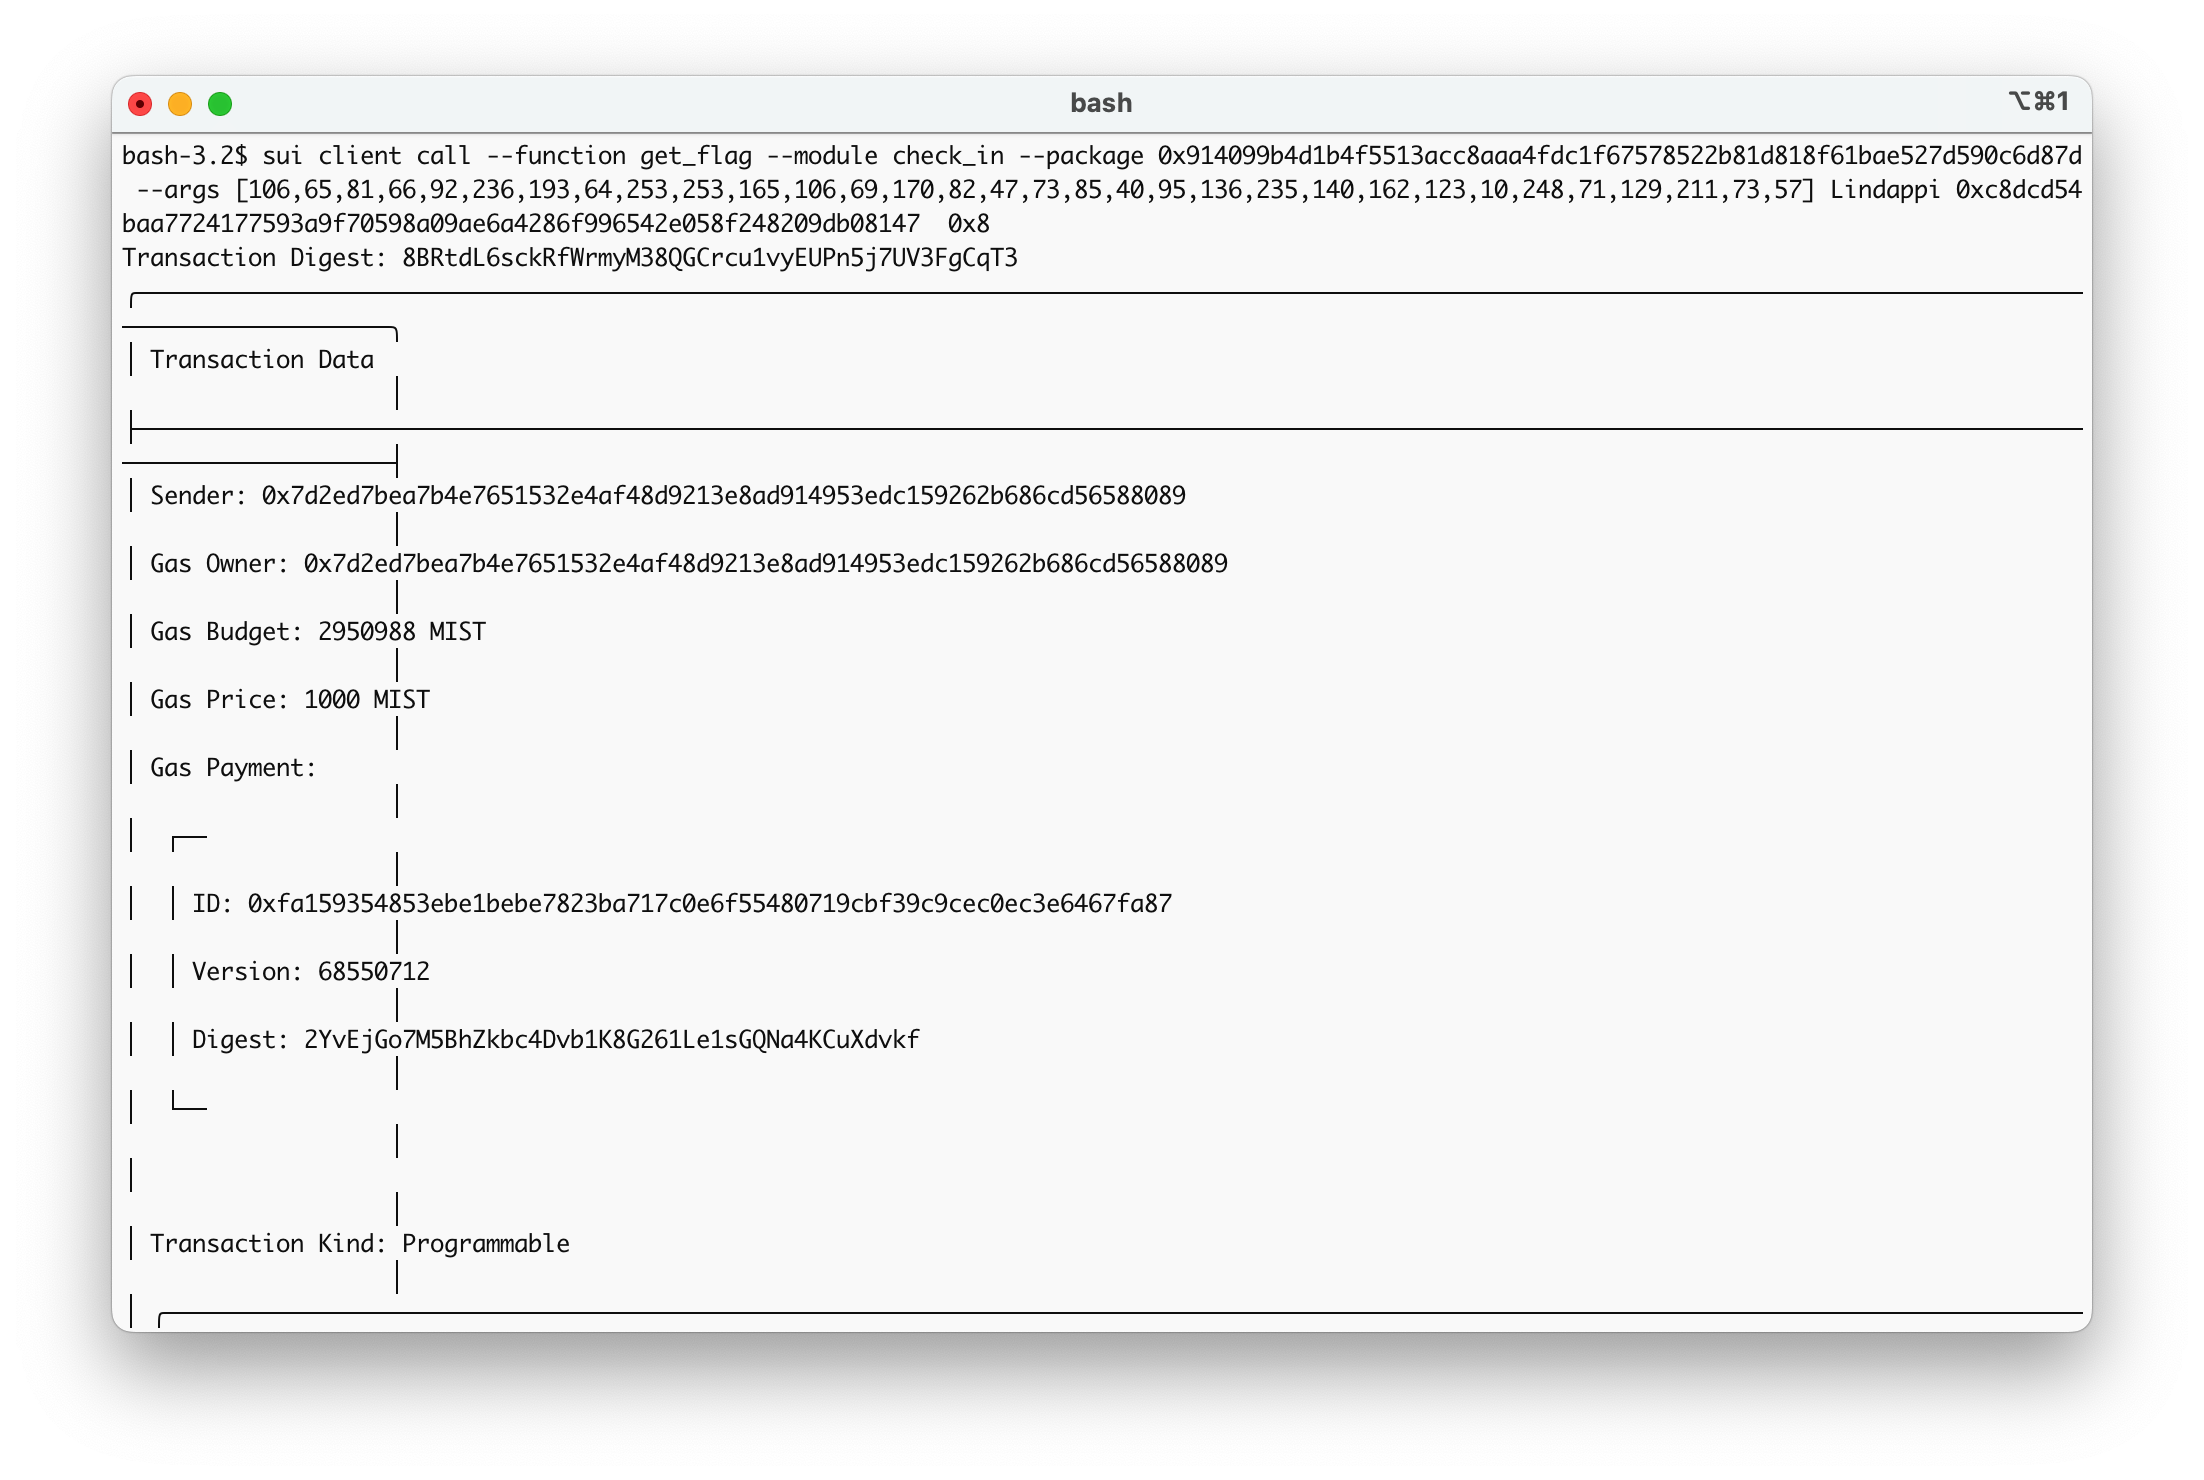 bash
⌥⌘1
bash-3.2$ sui client call --function get_flag --module check_in --package 0x914099b4d1b4f5513acc8aaa4fdc1f67578522b81d818f61bae527d590c6d87d
--args [106,65,81,66,92,236,193,64,253,253,165,106,69,170,82,47,73,85,40,95,136,235,140,162,123,10,248,71,129,211,73,57] Lindappi 0xc8dcd54
baa7724177593a9f70598a09ae6a4286f996542e058f248209db08147  0x8
Transaction Digest: 8BRtdL6sckRfWrmyM38QGCrcu1vyEUPn5j7UV3FgCqT3
Transaction Data
Sender: 0x7d2ed7bea7b4e7651532e4af48d9213e8ad914953edc159262b686cd56588089
Gas Owner: 0x7d2ed7bea7b4e7651532e4af48d9213e8ad914953edc159262b686cd56588089
Gas Budget: 2950988 MIST
Gas Price: 1000 MIST
Gas Payment:
ID: 0xfa159354853ebe1bebe7823ba717c0e6f55480719cbf39c9cec0ec3e6467fa87
Version: 68550712
Digest: 2YvEjGo7M5BhZkbc4Dvb1K8G261Le1sGQNa4KCuXdvkf
Transaction Kind: Programmable